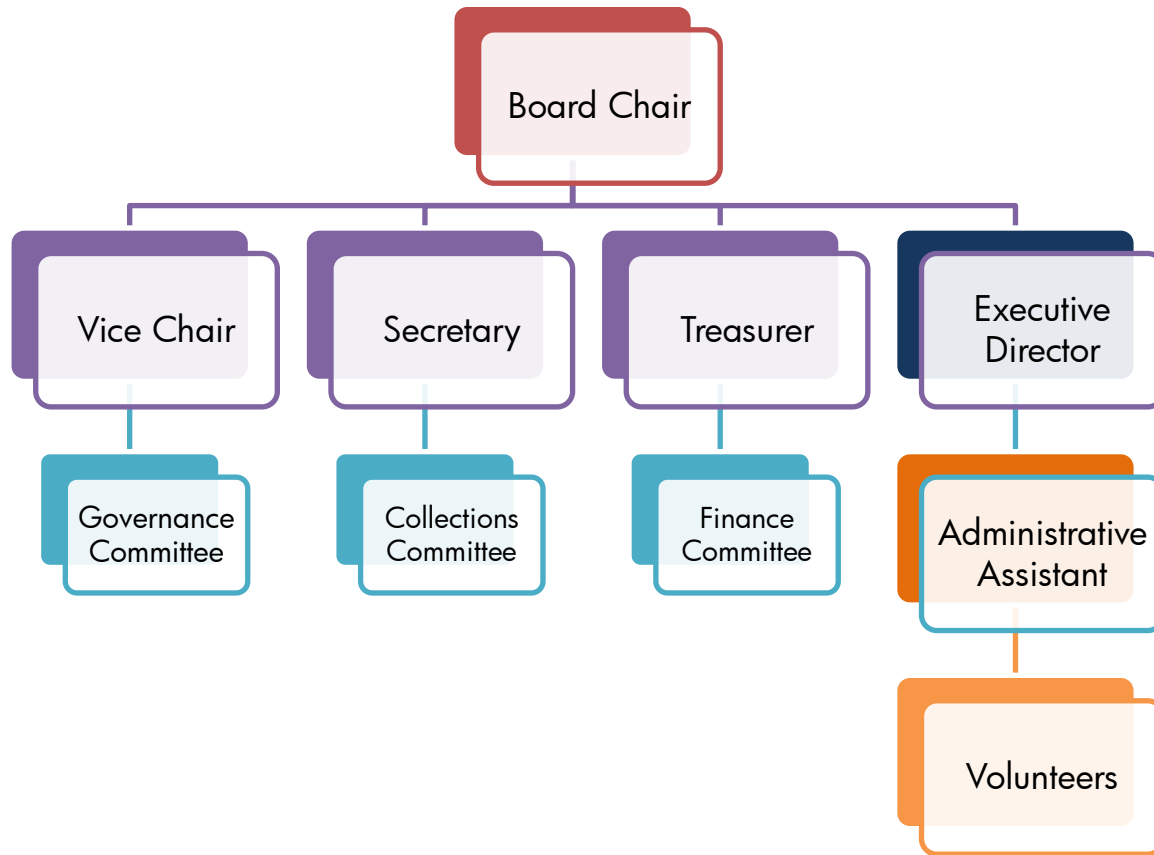 Board Chair
Vice Chair
Secretary
Treasurer
Executive
Director
Governance
Committee
Collections
Committee
Finance
Committee
Administrative
Assistant
Volunteers